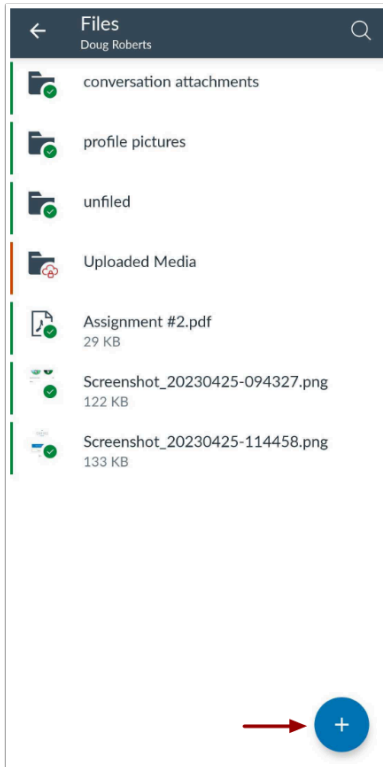 Files
Doug Roberts
conversation attachments
profile pictures
unfiled
Uploaded Media
Assignment #2.pdf
29 KB
Screenshot_20230425-094327.png
122 KB
Screenshot_20230425-114458.png
133 KB